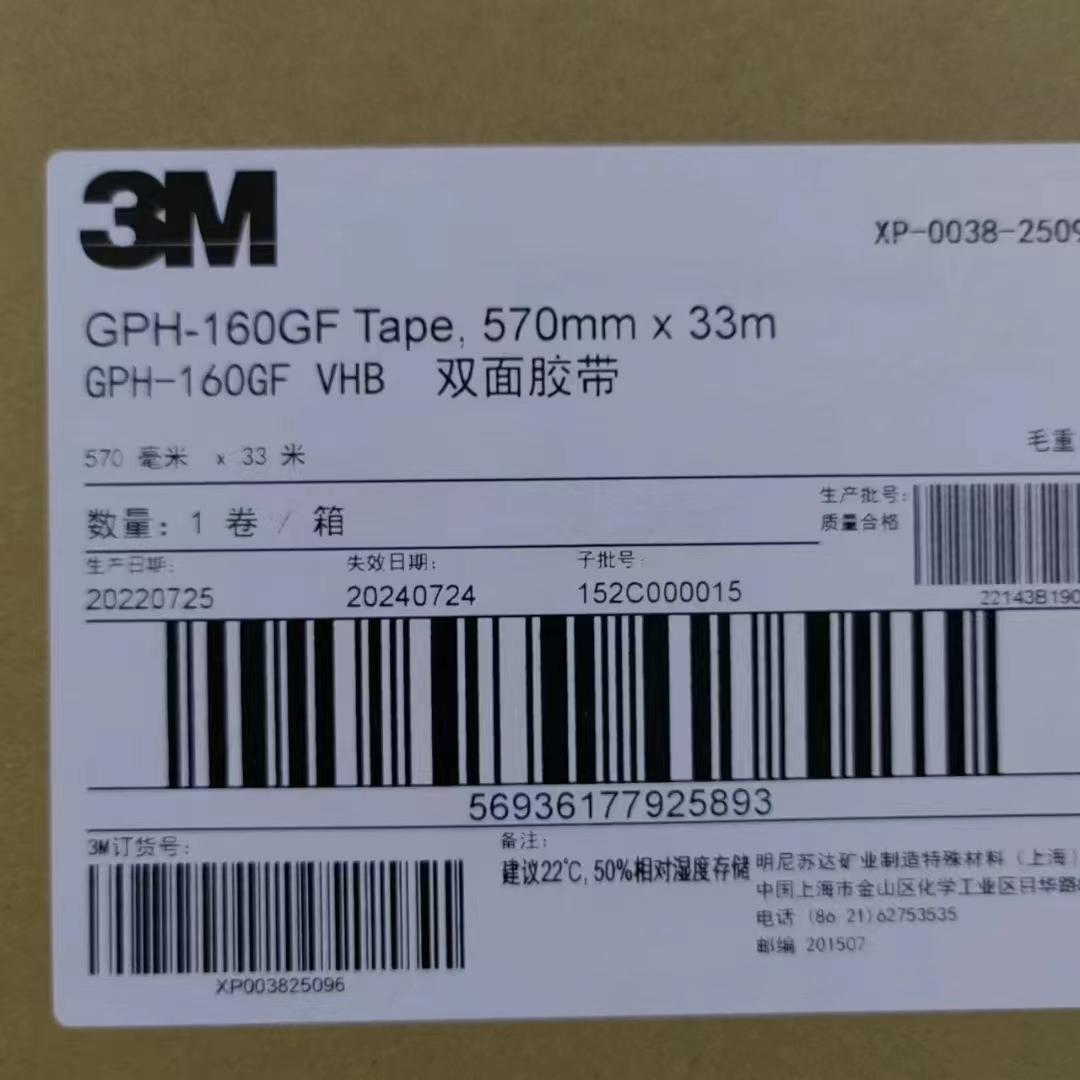 3M
XP-0038-2509
GPH-160GF Tape, 570mm x 33m
GPH-160GF VHB 双面胶带
570 毫米 x 33 米
毛重
数量: 1 卷 / 箱
生产批号:
质量合格
22143B190
生产日期:
失效日期:
子批号:
20220725
20240724
152C000015
56936177925893
3M订货号:
XP003825096
备注:
建议22℃, 50%相对湿度存储
明尼苏达矿业制造特殊材料 (上海)
中国上海市金山区化学工业区目华路
电话 (86 21)62753535
邮编 201507